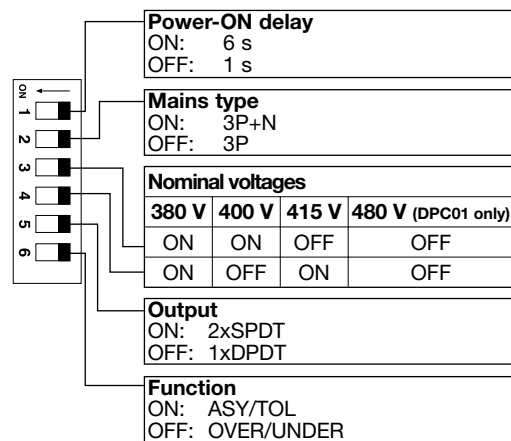 Power-ON delay
ON: 6 s
OFF: 1 s
ON
1
2
3
4
5
6
Mains type
ON: 3P+N
OFF: 3P
Nominal voltages
380 V 400 V 415 V 480 V (DPC01 only)
ON ON OFF OFF
ON OFF ON OFF
Output
ON: 2xSPDT
OFF: 1xDPDT
Function
ON: ASY/TOL
OFF: OVER/UNDER